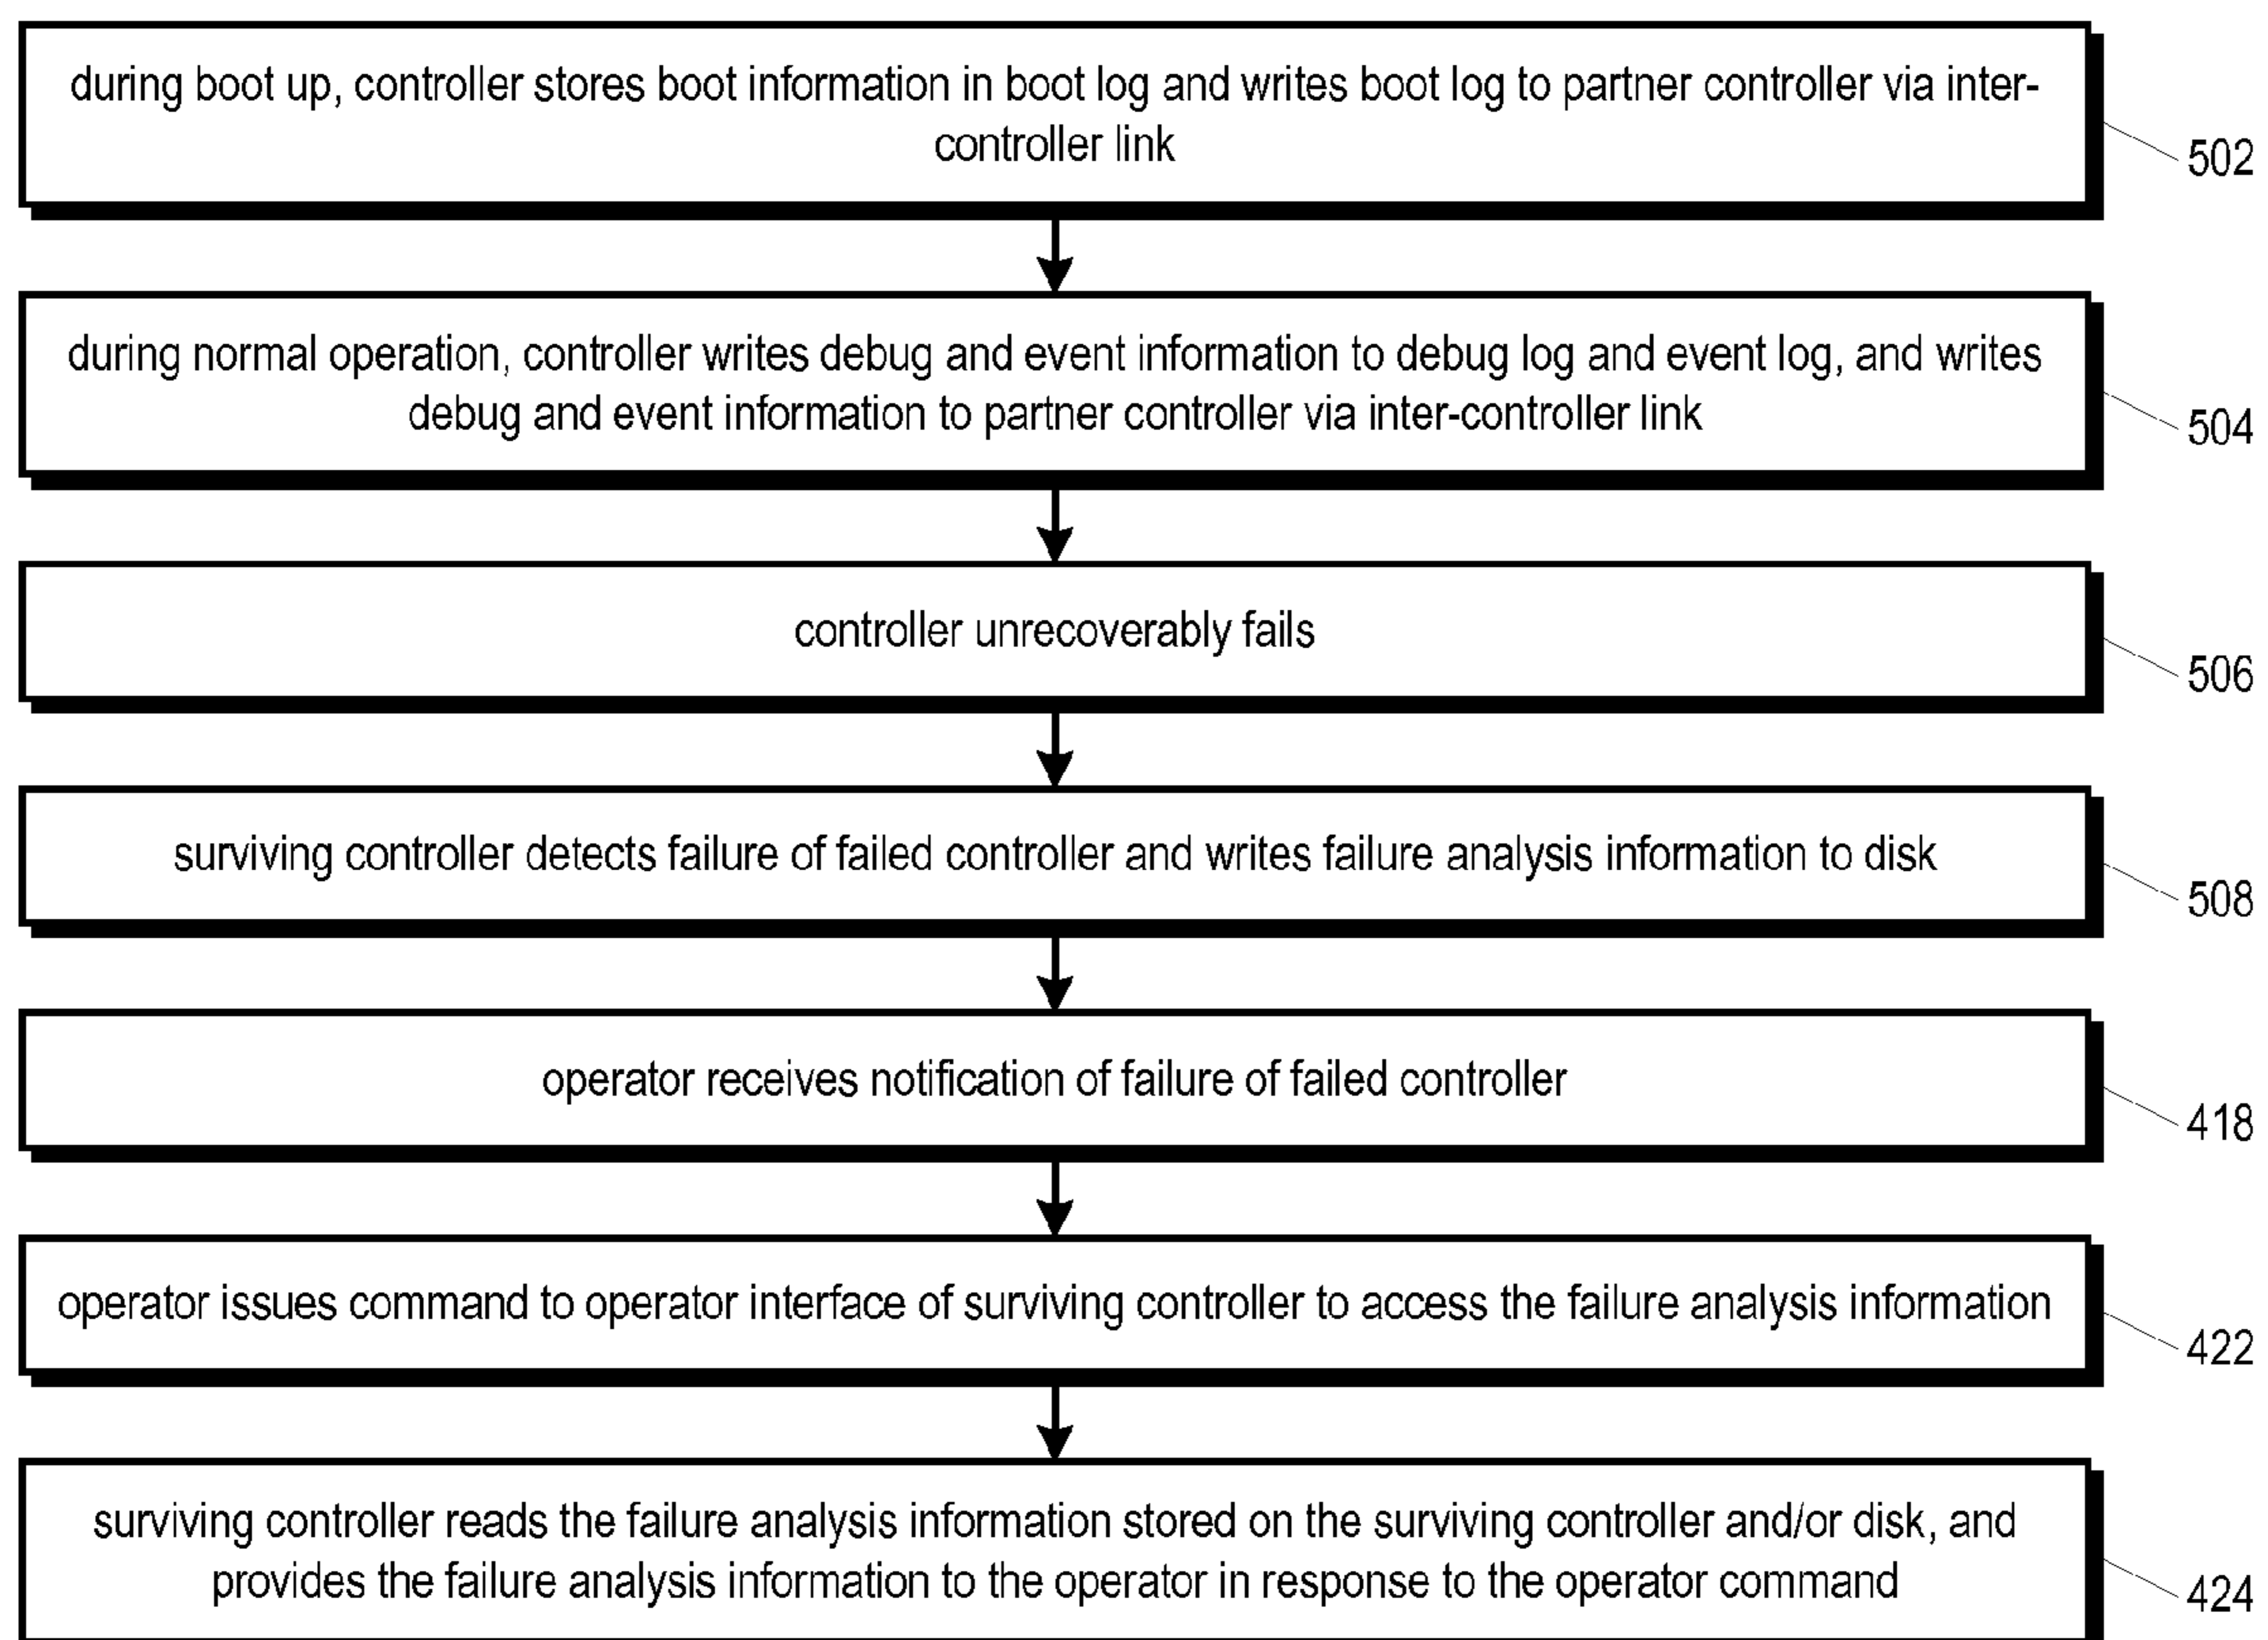 during boot up, controller stores boot information in boot log and writes boot log to partner controller via inter-
controller link
502
during normal operation, controller writes debug and event information to debug log and event log, and writes
debug and event information to partner controller via inter-controller link
504
controller unrecoverably fails
506
surviving controller detects failure of failed controller and writes failure analysis information to disk
508
operator receives notification of failure of failed controller
418
operator issues command to operator interface of surviving controller to access the failure analysis information
422
surviving controller reads the failure analysis information stored on the surviving controller and/or disk, and
provides the failure analysis information to the operator in response to the operator command
424